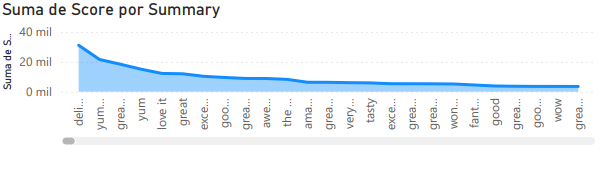 Suma de Score por Summary
Suma de S...
40 mil
20 mil
0 mil
deli...
yum...
grea...
yum
love it
great
exce...
goo...
grea...
awe...
the ...
ama...
grea...
very...
tasty
exce...
grea...
grea...
won...
fant...
good
grea...
goo...
wow
grea...